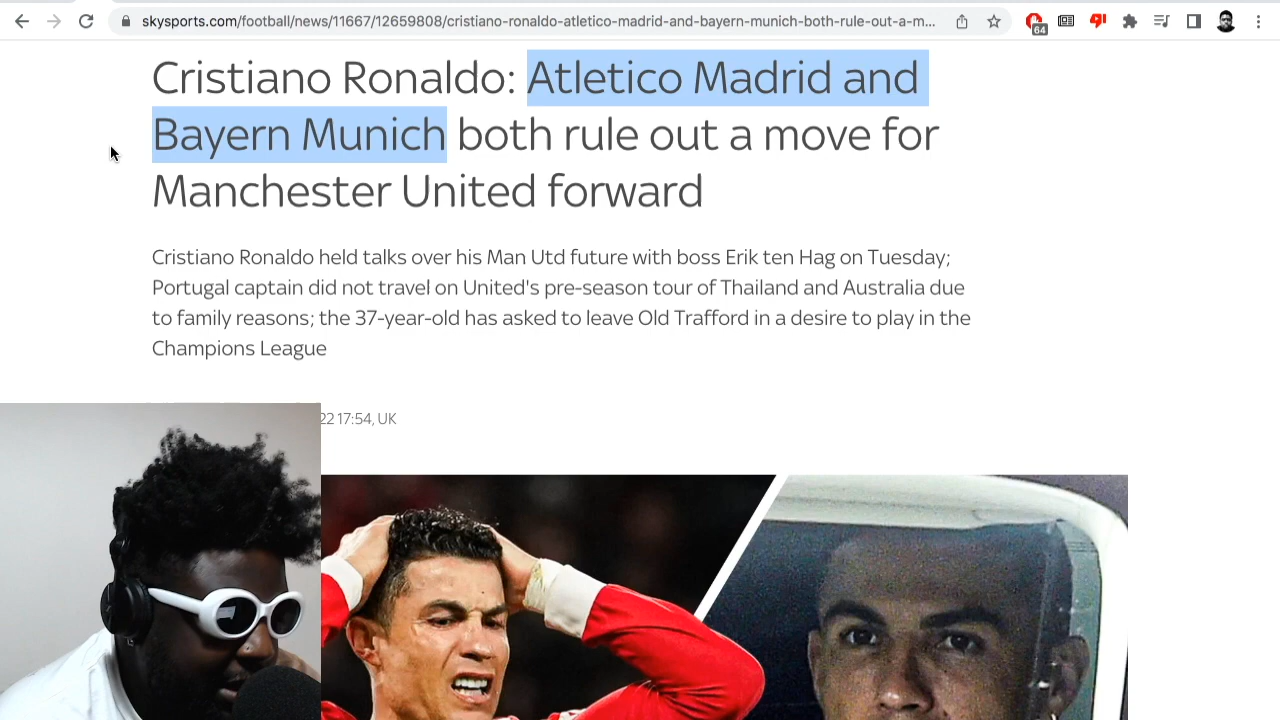 skysports.com/football/news/11667/12659808/cristiano-ronaldo-atletico-madrid-and-bayern-munich-both-rule-out-a-m...
64
Cristiano Ronaldo: Atletico Madrid and
Bayern Munich both rule out a move for
Manchester United forward
Cristiano Ronaldo held talks over his Man Utd future with boss Erik ten Hag on Tuesday;
Portugal captain did not travel on United's pre-season tour of Thailand and Australia due
to family reasons; the 37-year-old has asked to leave Old Trafford in a desire to play in the
Champions League
22 17:54, UK